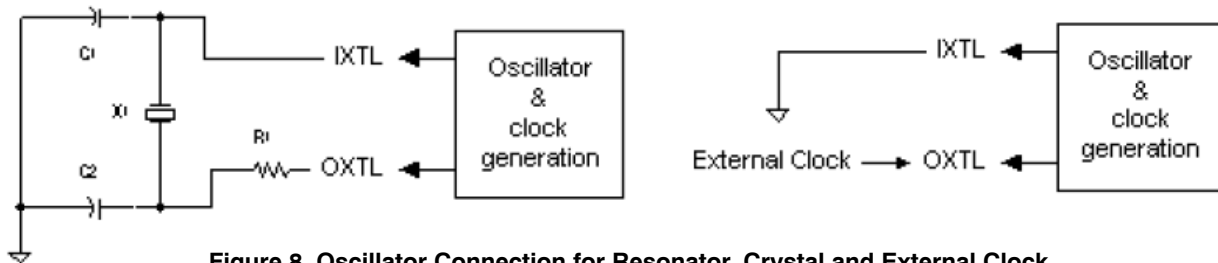 C1
X1
C2
R1
IXTL
OXTL
Oscillator
&
clock
generation
IXTL
External Clock
OXTL
Oscillator
&
clock
generation
Figure 8. Oscillator Connection for Resonator, Crystal and External Clock